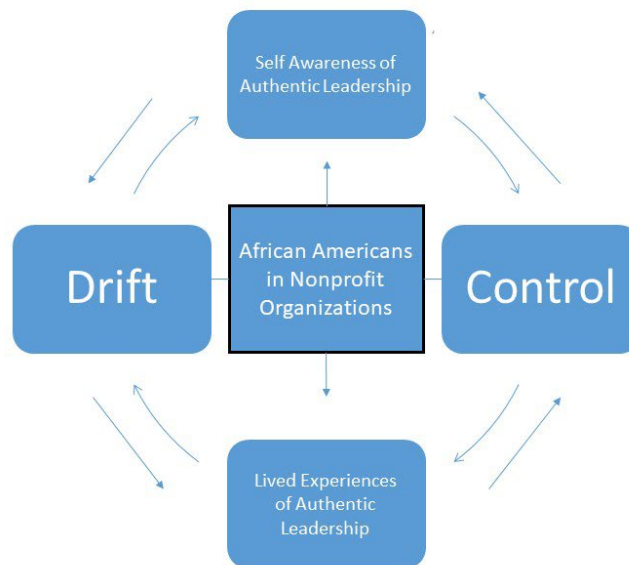 Self Awareness of
Authentic Leadership
Drift
African Americans
in Nonprofit
Organizations
Control
Lived Experiences
of Authentic
Leadership